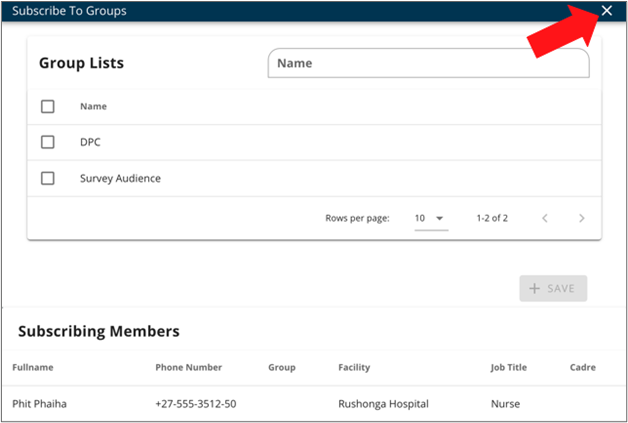 Subscribe To Groups
Group Lists
Name
Name
DPC
Survey Audience
Rows per page: 10 1-2 of 2
+ SAVE
Subscribing Members
Fullname Phone Number Group Facility Job Title Cadre
Phit Phaiha +27-555-3512-50 Rushonga Hospital Nurse